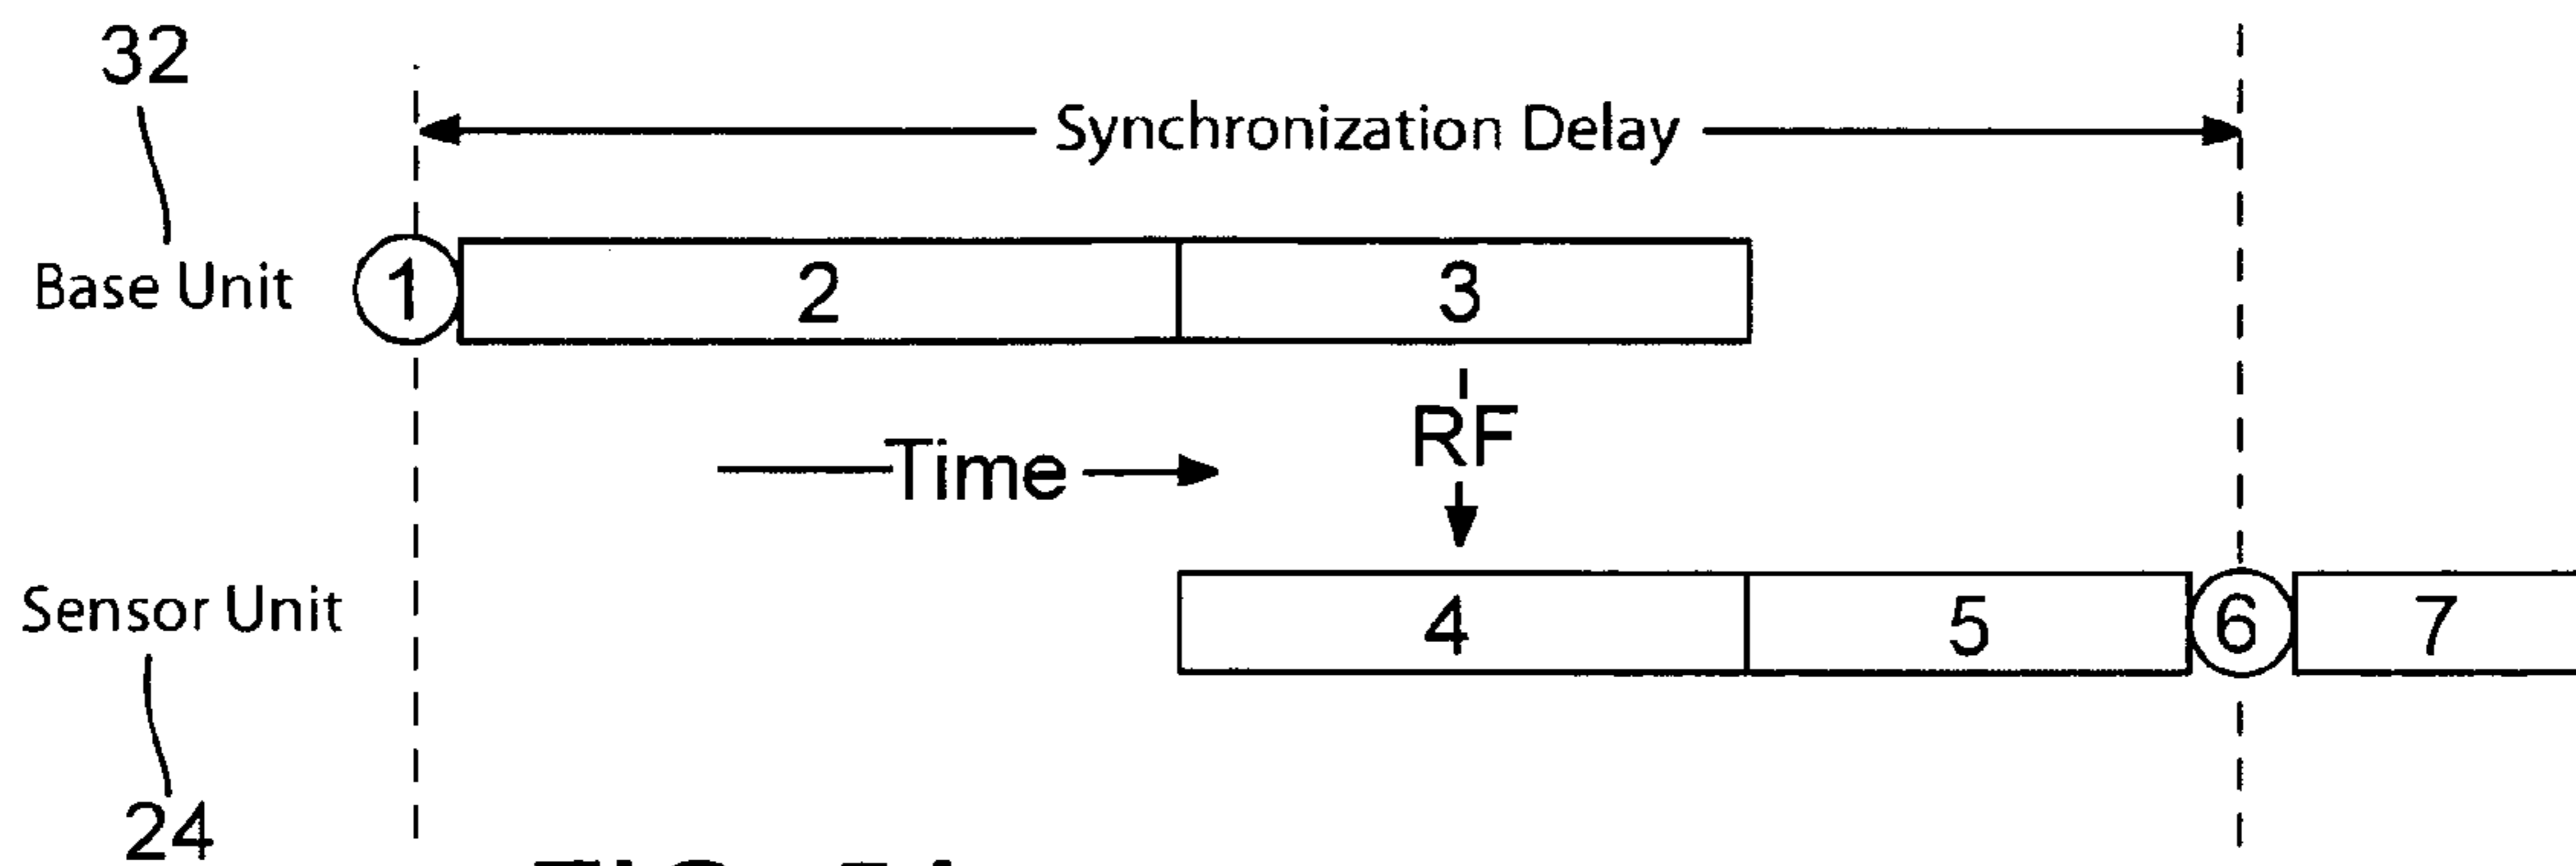 32
Synchronization Delay
Base Unit
1
2
3
Time
RF
Sensor Unit
4
5
6
7
24